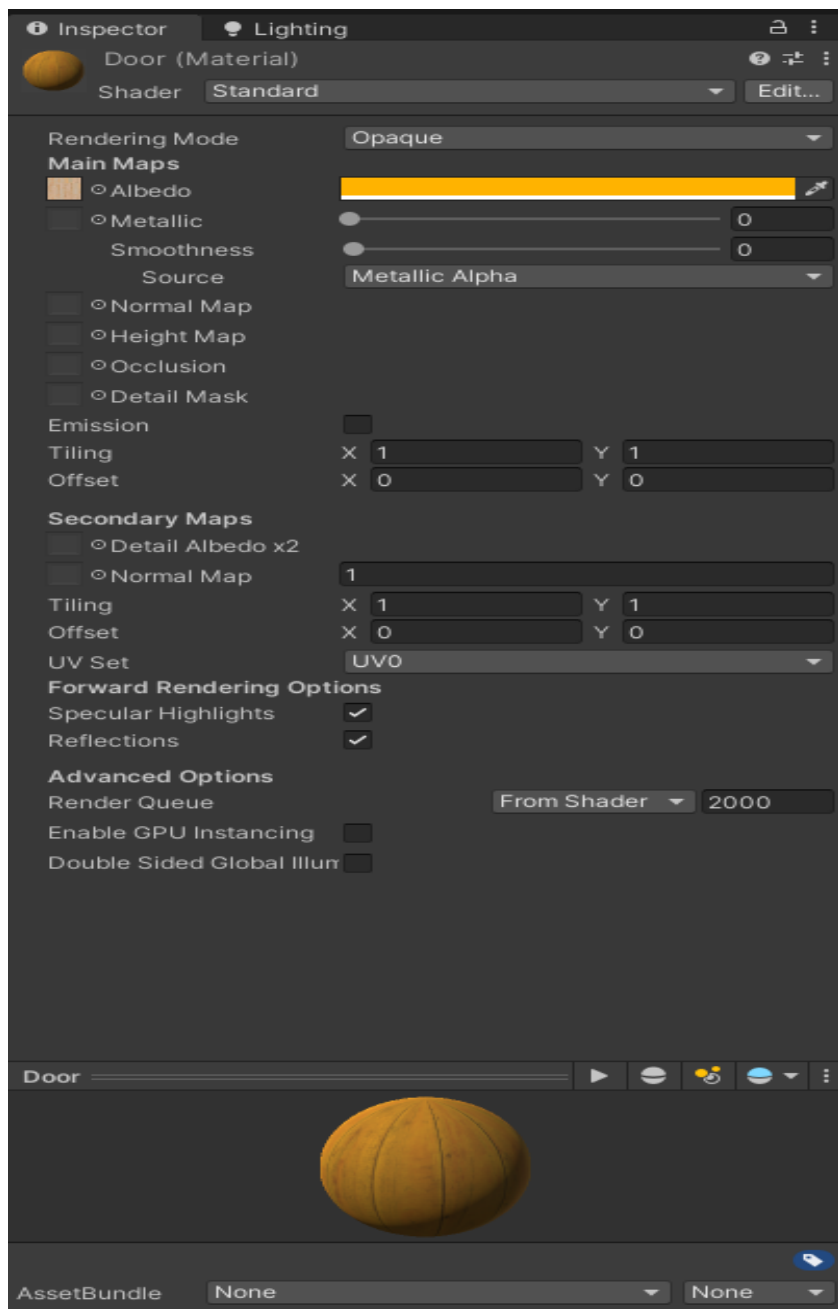 Inspector Lighting
Door (Material)
Shader Standard Edit...
Rendering Mode Opaque
Main Maps
Albedo
Metallic 0
Smoothness 0
Source Metallic Alpha
Normal Map
Height Map
Occlusion
Detail Mask
Emission
Tiling X 1 Y 1
Offset X 0 Y 0
Secondary Maps
Detail Albedo x2
Normal Map 1
Tiling X 1 Y 1
Offset X 0 Y 0
UV Set UV0
Forward Rendering Options
Specular Highlights
Reflections
Advanced Options
Render Queue From Shader 2000
Enable GPU Instancing
Double Sided Global Illum
Door
AssetBundle None None